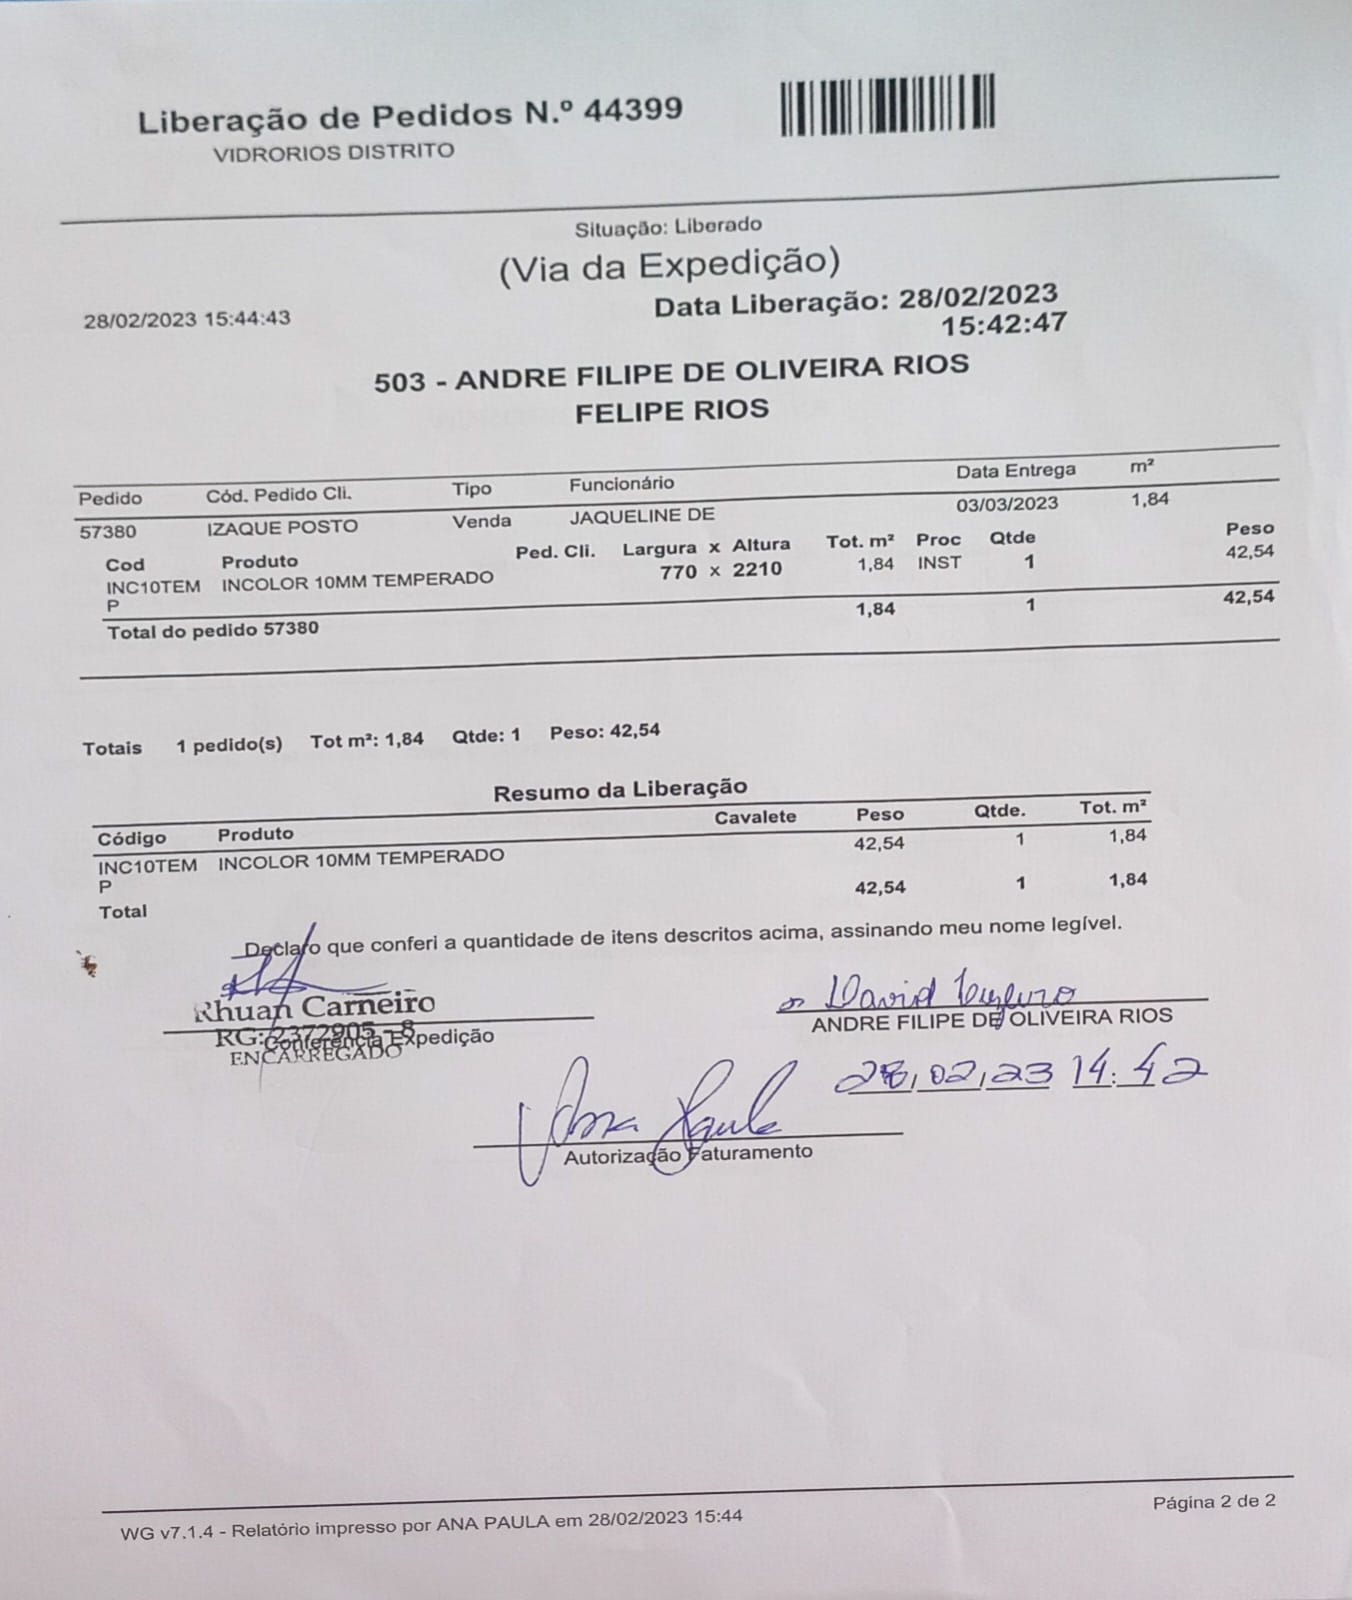 Liberação de Pedidos N.º 44399
VIDRORIOS DISTRITO
Situação: Liberado
(Via da Expedição)
28/02/2023 15:44:43
Data Liberação: 28/02/2023
15:42:47
503 - ANDRE FILIPE DE OLIVEIRA RIOS
FELIPE RIOS
Pedido Cód. Pedido Cli. Tipo Funcionário Data Entrega m²
57380 IZAQUE POSTO Venda JAQUELINE DE 03/03/2023 1,84
Cod Produto Ped. Cli. Largura x Altura Tot. m² Proc Qtde Peso
INC10TEM INCOLOR 10MM TEMPERADO 770 x 2210 1,84 INST 1 42,54
P
Total do pedido 57380 1,84 1 42,54
Totais 1 pedido(s) Tot m²: 1,84 Qtde: 1 Peso: 42,54
Resumo da Liberação
Código Produto Cavalete Peso Qtde. Tot. m²
INC10TEM INCOLOR 10MM TEMPERADO 42,54 1 1,84
P
Total 42,54 1 1,84
Declaro que conferi a quantidade de itens descritos acima, assinando meu nome legível.
Rhuan Carneiro
RG: 2372905 - 8
Conferência Expedição
ENCARREGADO
David
ANDRE FILIPE DE OLIVEIRA RIOS
28,02,23 14:42
Ana Paula
Autorização Faturamento
WG v7.1.4 - Relatório impresso por ANA PAULA em 28/02/2023 15:44
Página 2 de 2